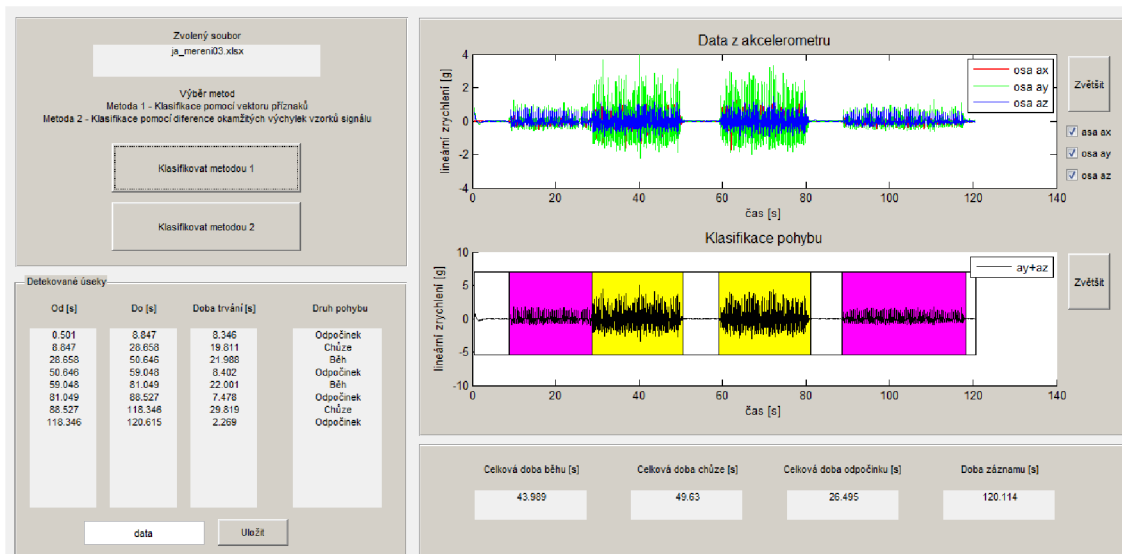 Zvolený soubor
ja_mereni03.xlsx
Výběr metod
Metoda 1 - Klasifikace pomocí vektoru příznaků
Metoda 2 - Klasifikace pomocí diference okamžitých výchylek vzorků signálu
Klasifikovat metodou 1
Klasifikovat metodou 2
Detekované úseky
Od [s] Do [s] Doba trvání [s] Druh pohybu
0.501 8.847 8.346 Odpočinek
8.847 28.658 19.811 Chůze
28.658 50.646 21.988 Běh
50.646 59.048 8.402 Odpočinek
59.048 81.049 22.001 Běh
81.049 88.527 7.478 Odpočinek
88.527 118.346 29.819 Chůze
118.346 120.615 2.269 Odpočinek
data Uložit
Data z akcelerometru
lineární zrychlení [g]
4
2
0
-2
-4
0 20 40 60 80 100 120 140
čas [s]
osa ax
osa ay
osa az
Zvětšit
osa ax
osa ay
osa az
Klasifikace pohybu
lineární zrychlení [g]
10
5
0
-5
-10
0 20 40 60 80 100 120 140
čas [s]
ay+az
Zvětšit
Celková doba běhu [s] Celková doba chůze [s] Celková doba odpočinku [s] Doba záznamu [s]
43.989 49.63 26.495 120.114